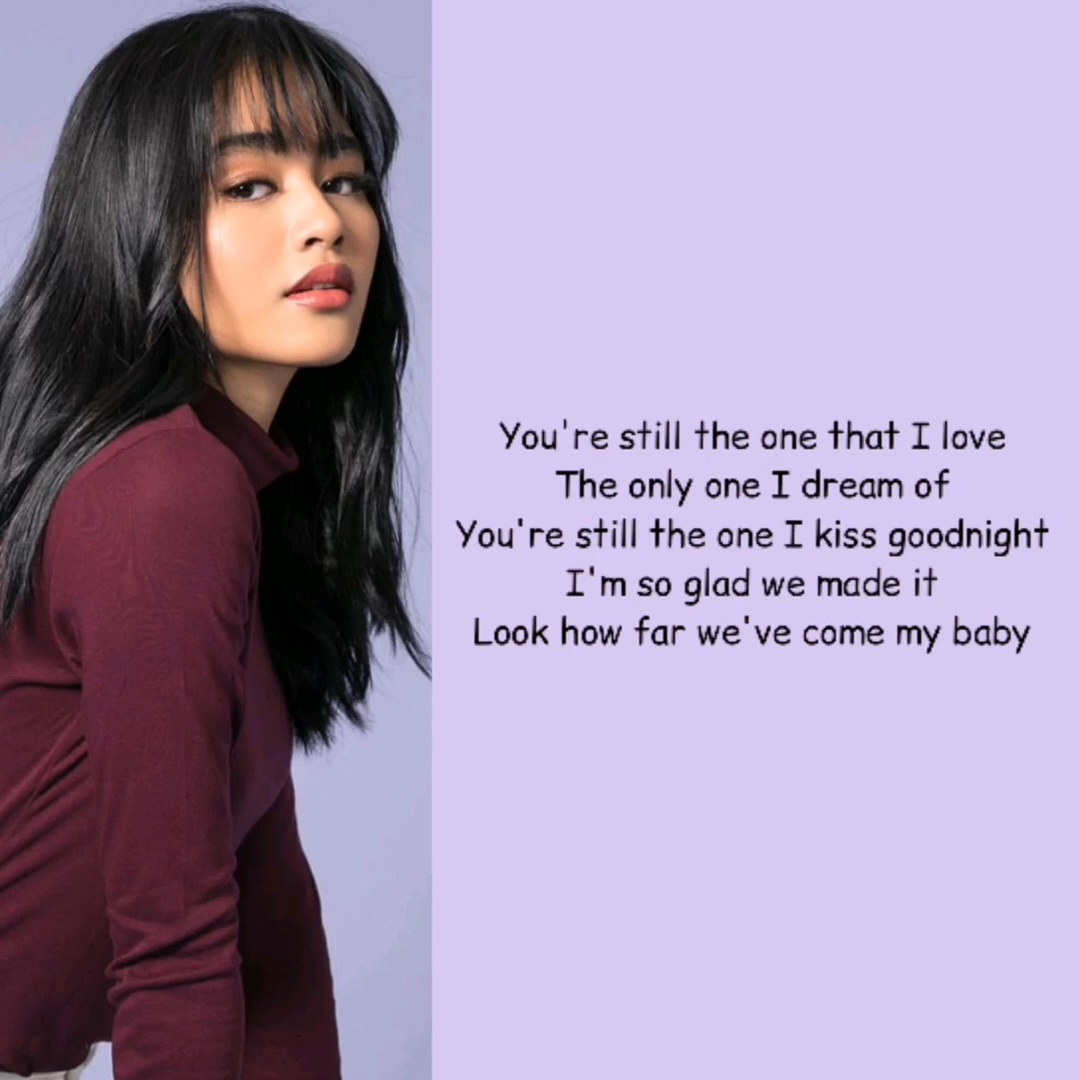 You're still the one that I love
The only one I dream of
You're still the one I kiss goodnight
I'm so glad we made it
Look how far we've come my baby